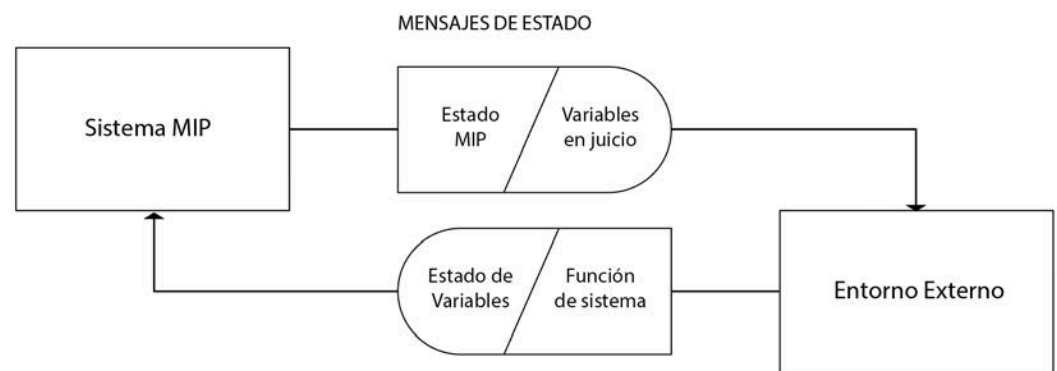 MENSAJES DE ESTADO
Sistema MIP
Estado
MIP
Variables
en juicio
Estado de
Variables
Función
de sistema
Entorno Externo